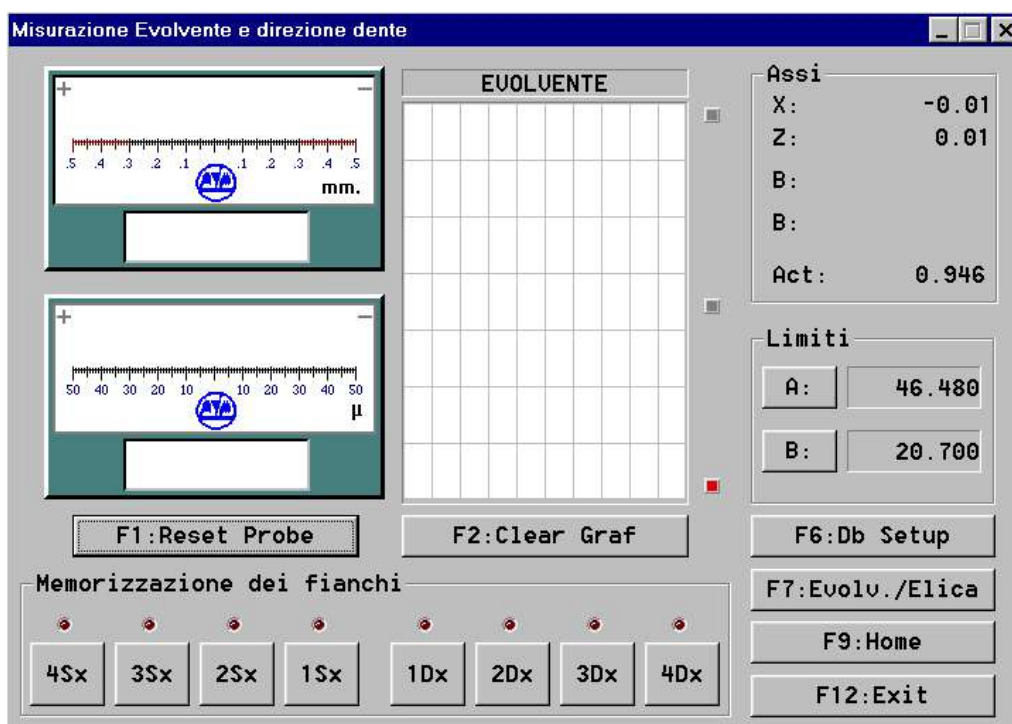 Misurazione Evolvente e direzione dente
+ −
.5 .4 .3 .2 .1 .1 .2 .3 .4 .5
mm.
+ −
50 40 30 20 10 10 20 30 40 50
µ
F1:Reset Probe
EVOLVENTE
F2:Clear Graf
Assi
X: -0.01
Z: 0.01
B:
B:
Act: 0.946
Limiti
A: 46.480
B: 20.700
F6:Db Setup
F7:Evolv./Elica
F9:Home
F12:Exit
Memorizzazione dei fianchi
4Sx 3Sx 2Sx 1Sx 1Dx 2Dx 3Dx 4Dx